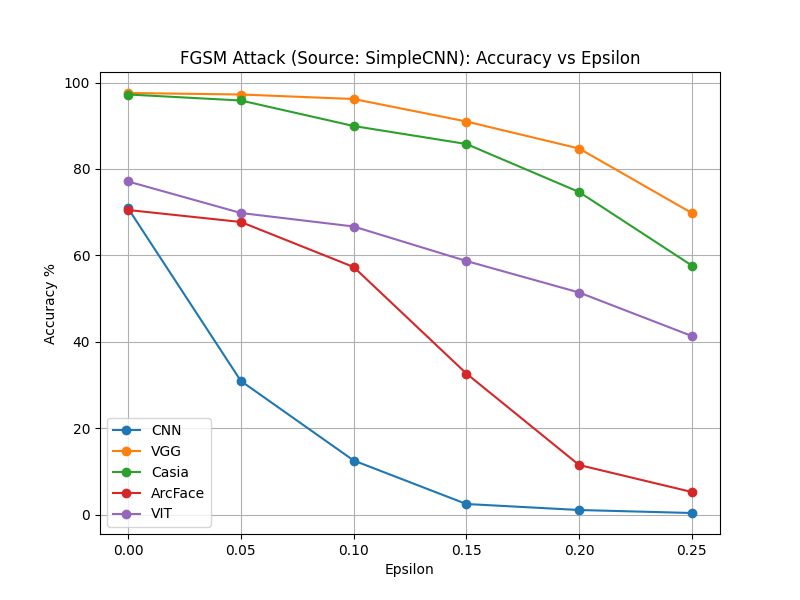 FGSM Attack (Source: SimpleCNN): Accuracy vs Epsilon
Accuracy %
100
80
60
40
20
0
CNN
VGG
Casia
ArcFace
VIT
0.00
0.05
0.10
0.15
0.20
0.25
Epsilon